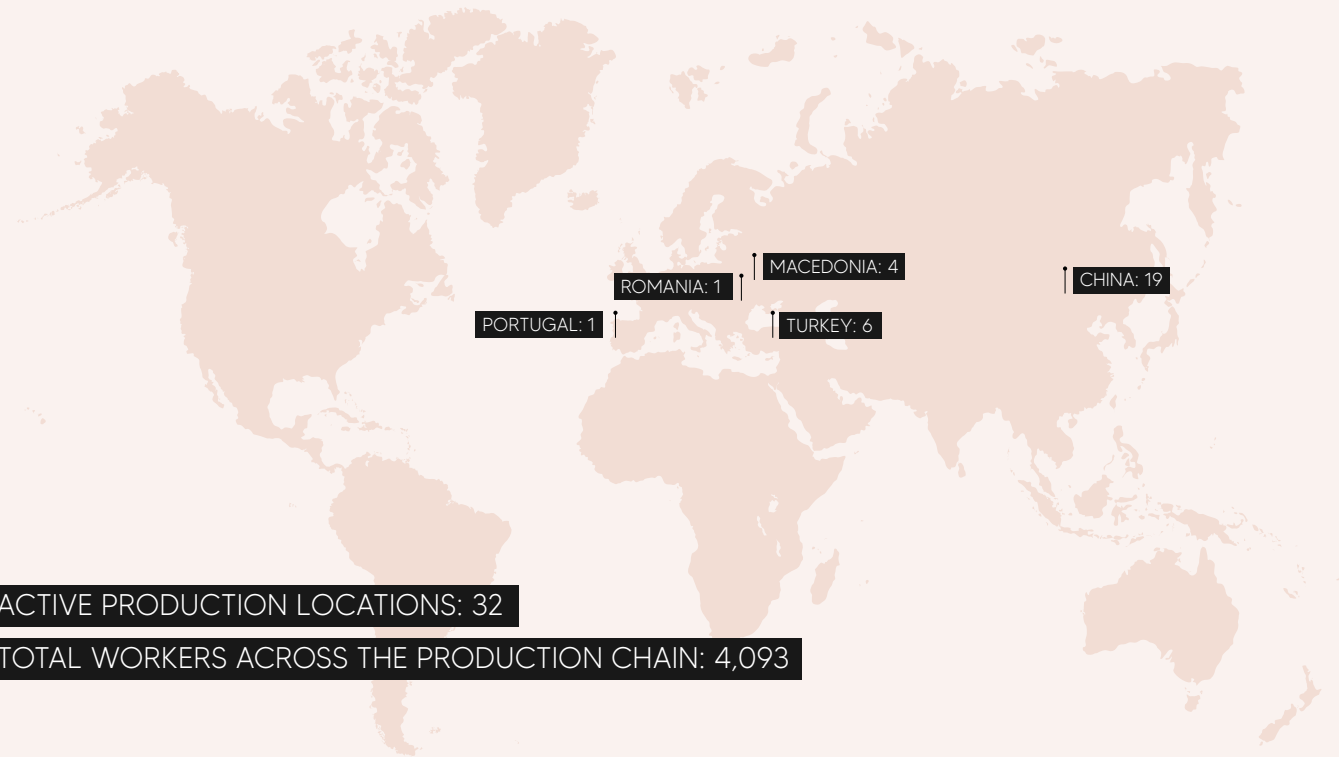 MACEDONIA: 4
CHINA: 19
ROMANIA: 1
PORTUGAL: 1
TURKEY: 6
ACTIVE PRODUCTION LOCATIONS: 32
TOTAL WORKERS ACROSS THE PRODUCTION CHAIN: 4,093